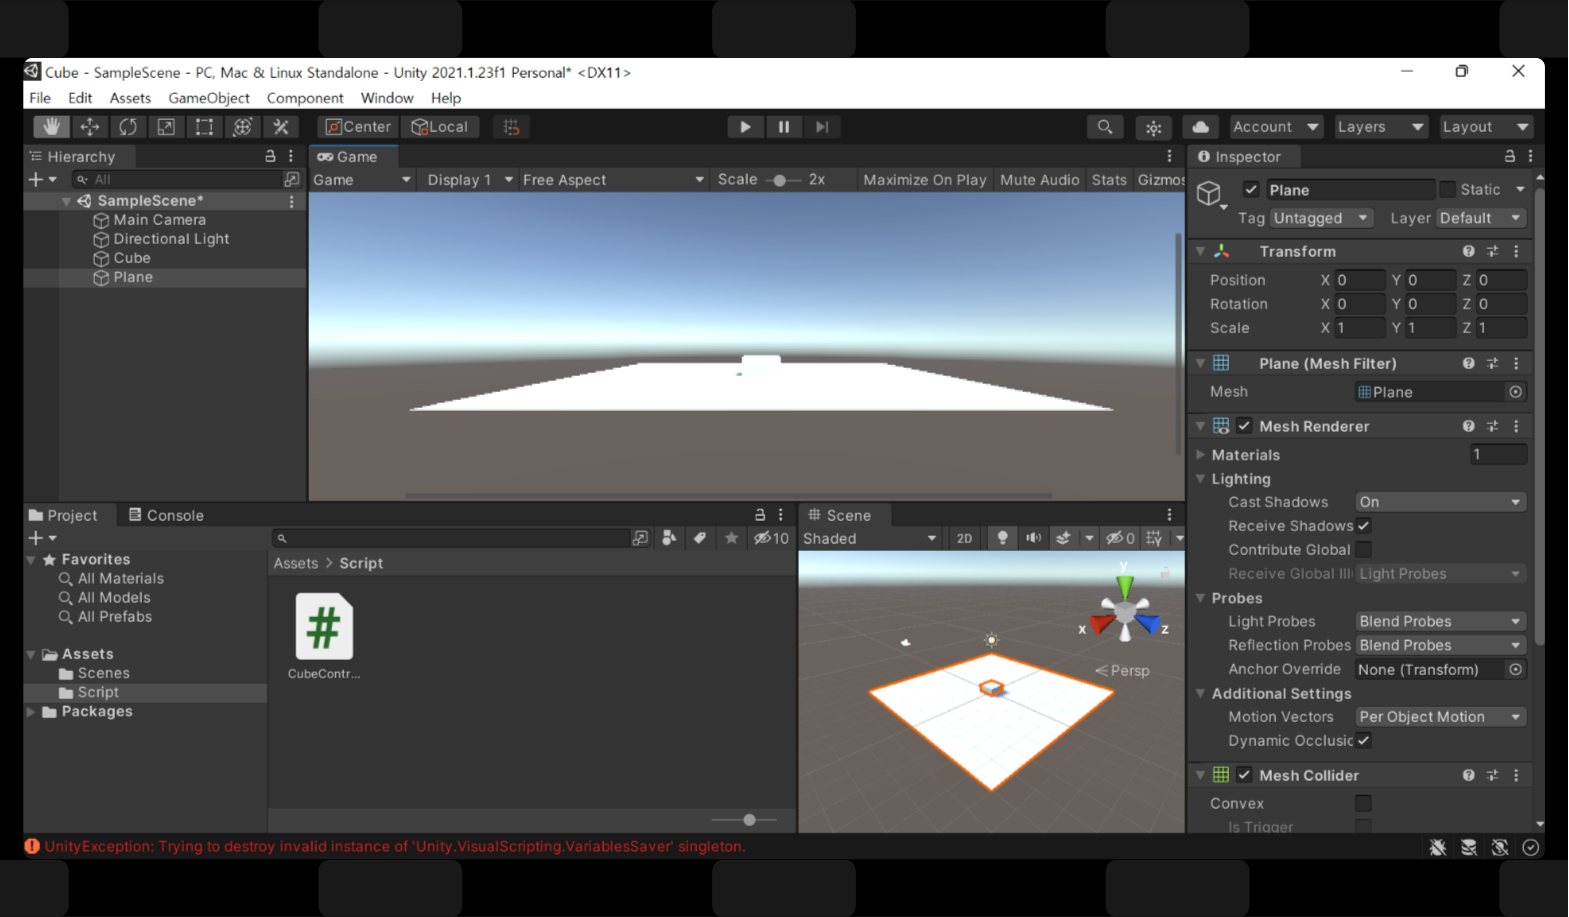 Cube - SampleScene - PC, Mac & Linux Standalone - Unity 2021.1.23f1 Personal* <DX11>
File Edit Assets GameObject Component Window Help
Center Local Account Layers Layout
Hierarchy
All
SampleScene*
Main Camera
Directional Light
Cube
Plane
Game
Game Display 1 Free Aspect Scale 2x Maximize On Play Mute Audio Stats Gizmos
Inspector
Plane Static
Tag Untagged Layer Default
Transform
Position X 0 Y 0 Z 0
Rotation X 0 Y 0 Z 0
Scale X 1 Y 1 Z 1
Plane (Mesh Filter)
Mesh Plane
Mesh Renderer
Materials 1
Lighting
Cast Shadows On
Receive Shadows
Contribute Global
Receive Global Ill Light Probes
Probes
Light Probes Blend Probes
Reflection Probes Blend Probes
Anchor Override None (Transform)
Additional Settings
Motion Vectors Per Object Motion
Dynamic Occlusic
Mesh Collider
Convex
Is Trigger
Project Console
10
Favorites
All Materials
All Models
All Prefabs
Assets
Scenes
Script
Packages
Assets > Script
#
CubeContr...
Scene
Shaded 2D 0
y
x z
Persp
UnityException: Trying to destroy invalid instance of 'Unity.VisualScripting.VariablesSaver' singleton.